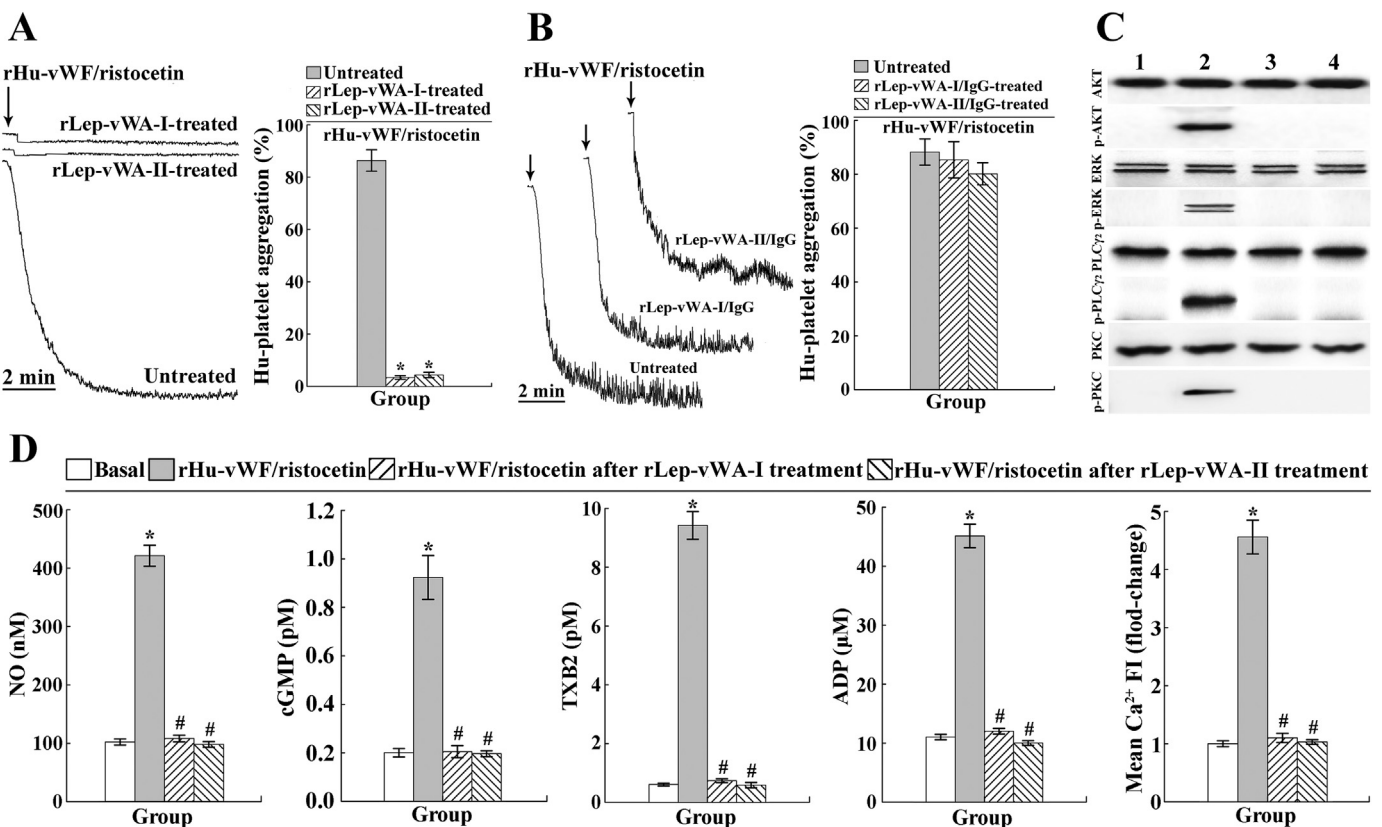 A
rHu-vWF/ristocetin
rLep-vWA-I-treated
rLep-vWA-II-treated
Untreated
2 min
Untreated
rLep-vWA-I-treated
rLep-vWA-II-treated
rHu-vWF/ristocetin
Hu-platelet aggregation (%)
100
80
60
40
20
0
* *
Group
B
rHu-vWF/ristocetin
rLep-vWA-II/IgG
rLep-vWA-I/IgG
Untreated
2 min
Untreated
rLep-vWA-I/IgG-treated
rLep-vWA-II/IgG-treated
rHu-vWF/ristocetin
Hu-platelet aggregation (%)
100
80
60
40
20
0
Group
C
1 2 3 4
AKT
p-AKT
ERK
p-ERK
PLCγ2
p-PLCγ2
PKC
p-PKC
D
Basal rHu-vWF/ristocetin rHu-vWF/ristocetin after rLep-vWA-I treatment rHu-vWF/ristocetin after rLep-vWA-II treatment
NO (nM)
500
400
300
200
100
0
*
# #
Group
cGMP (pM)
1.2
1.0
0.8
0.6
0.4
0.2
0.0
*
# #
Group
TXB2 (pM)
10
8
6
4
2
0
*
# #
Group
ADP (µM)
50
40
30
20
10
0
*
# #
Group
Mean Ca²⁺ FI (flod-change)
5
4
3
2
1
0
*
# #
Group